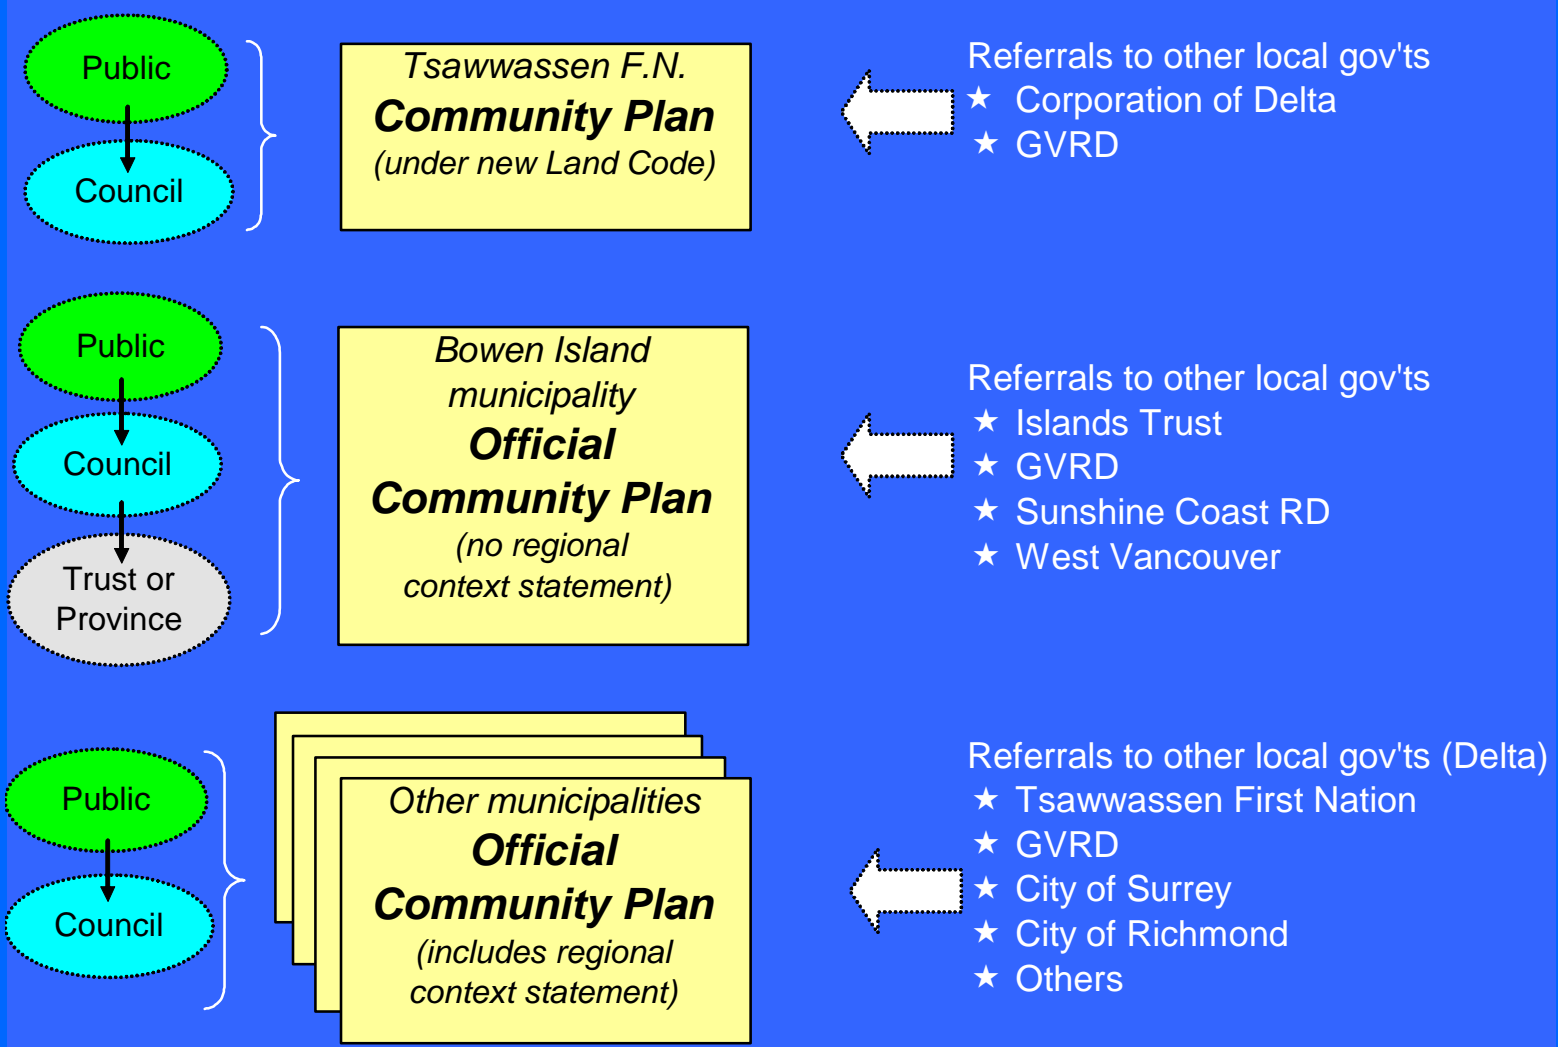 Public
Council
Tsawwassen F.N.
Community Plan
(under new Land Code)
Referrals to other local gov'ts
★ Corporation of Delta
★ GVRD
Public
Council
Trust or
Province
Bowen Island
municipality
Official
Community Plan
(no regional
context statement)
Referrals to other local gov'ts
★ Islands Trust
★ GVRD
★ Sunshine Coast RD
★ West Vancouver
Public
Council
Other municipalities
Official
Community Plan
(includes regional
context statement)
Referrals to other local gov'ts (Delta)
★ Tsawwassen First Nation
★ GVRD
★ City of Surrey
★ City of Richmond
★ Others